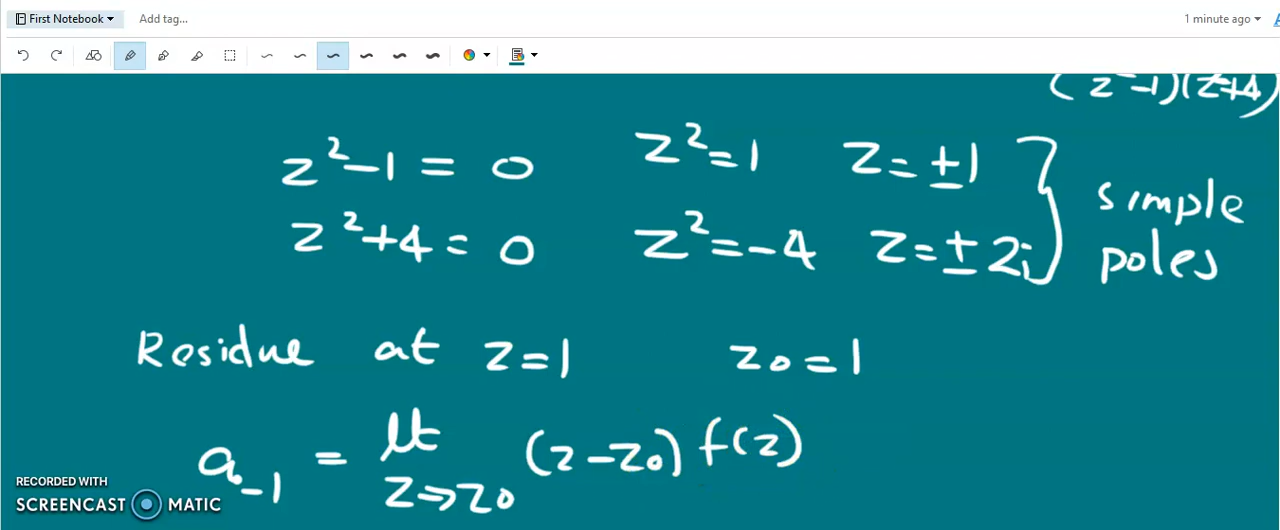 First Notebook Add tag... 1 minute ago
(z²-1)(z²+4)
z²-1 = 0 z²=1 z=±1
z²+4=0 z²=-4 z=±2i
simple
poles
Residue at z=1 z₀=1
a₋₁ = lt (z-z₀) f(z)
z→z₀
RECORDED WITH
SCREENCAST MATIC